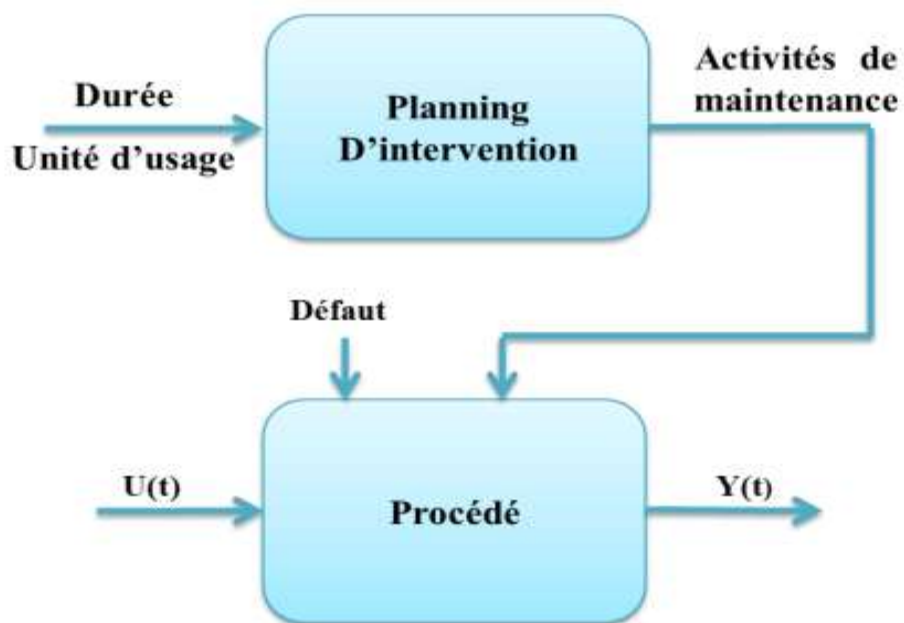 Durée
Unité d'usage
Planning
D'intervention
Activités de
maintenance
Défaut
U(t)
Procédé
Y(t)